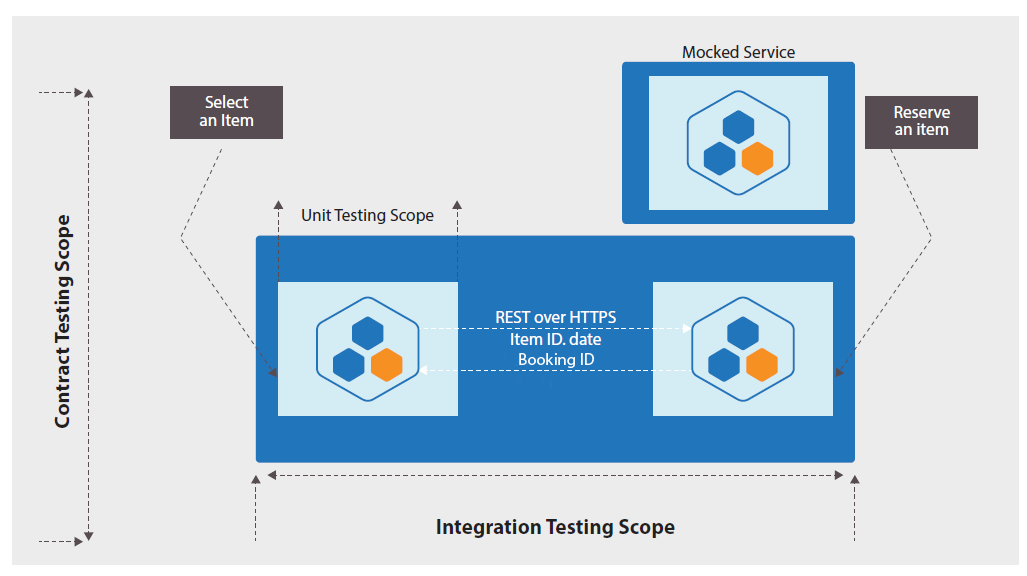 Mocked Service
Select
an Item
Reserve
an item
Unit Testing Scope
Contract Testing Scope
REST over HTTPS
Item ID. date
Booking ID
Integration Testing Scope